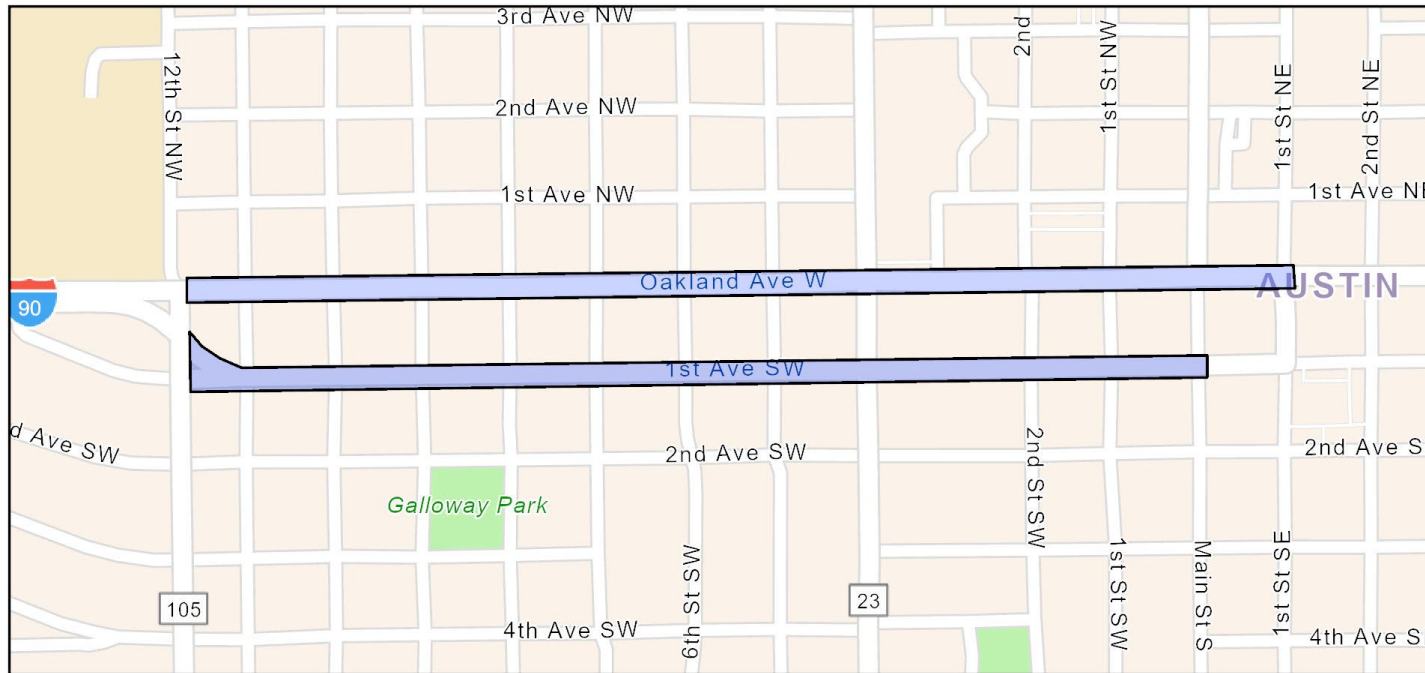 3rd Ave NW
2nd
12th St NW
1st St NW
1st St NE
2nd St NE
2nd Ave NW
1st Ave NW
1st Ave NE
Oakland Ave W
AUSTIN
90
1st Ave SW
d Ave SW
2nd Ave SW
2nd St SW
2nd Ave S
Galloway Park
6th St SW
1st St SW
Main St S
1st St SE
105
23
4th Ave SW
4th Ave S